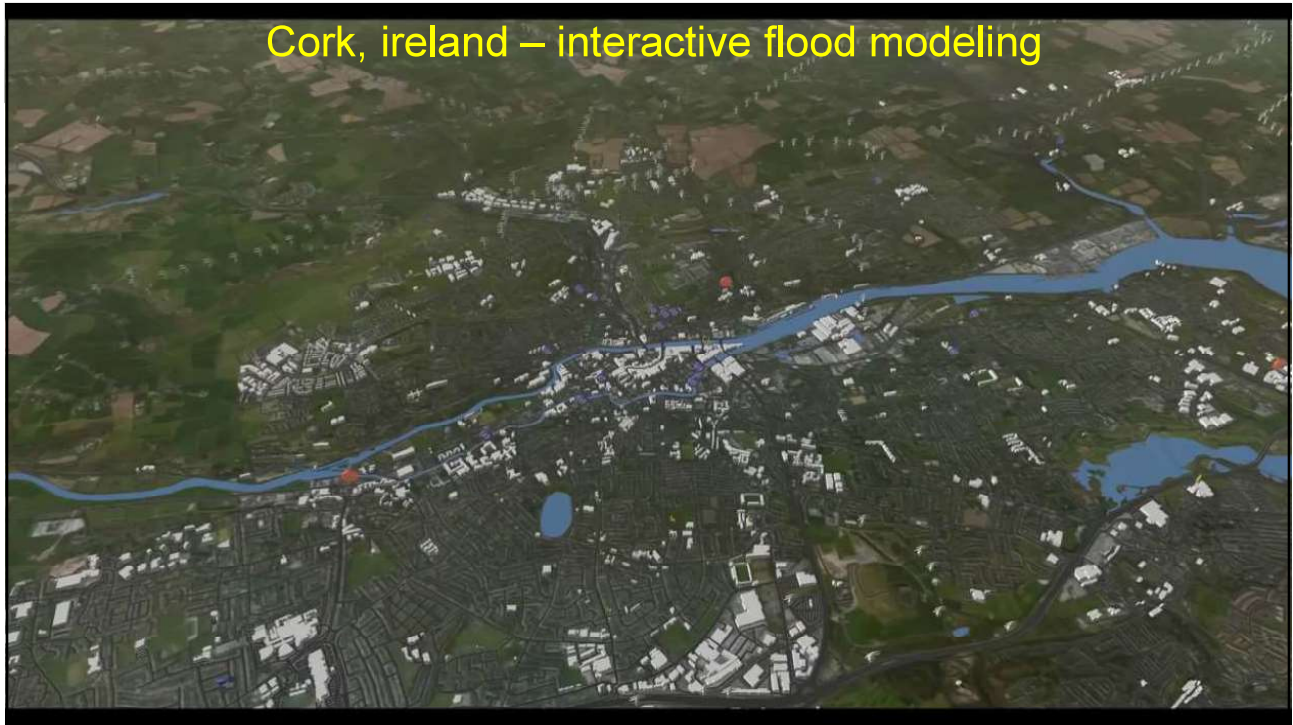 Cork, ireland – interactive flood modeling